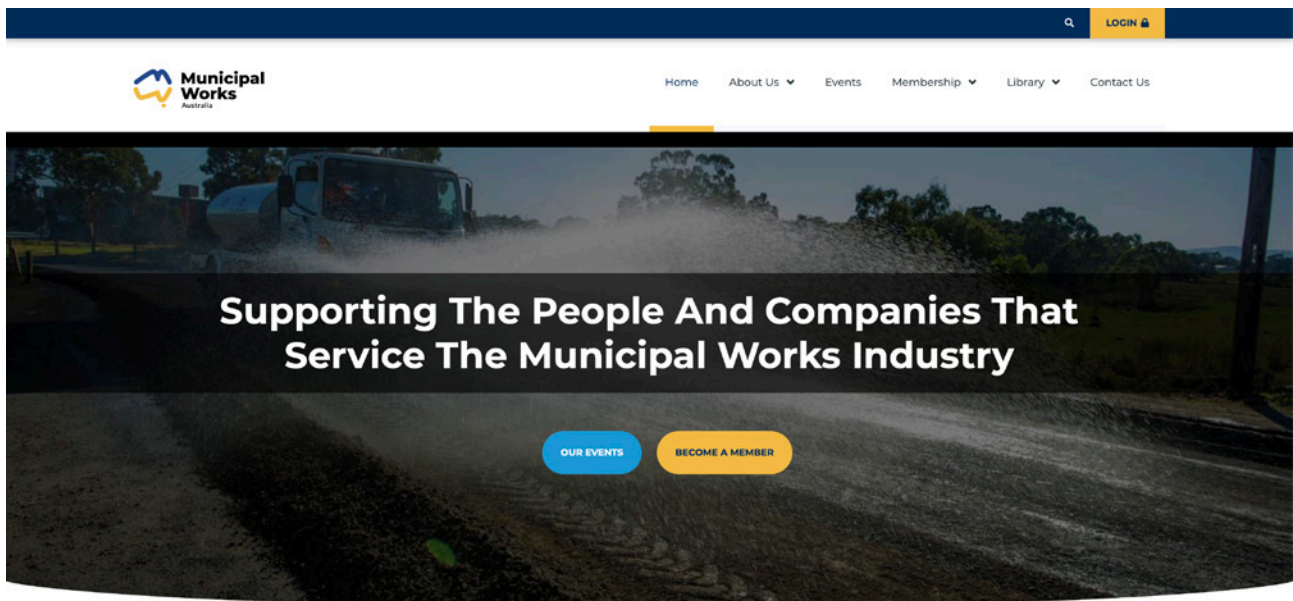 LOGIN
Municipal
Works
Australia
Home About Us Events Membership Library Contact Us
Supporting The People And Companies That
Service The Municipal Works Industry
OUR EVENTS BECOME A MEMBER